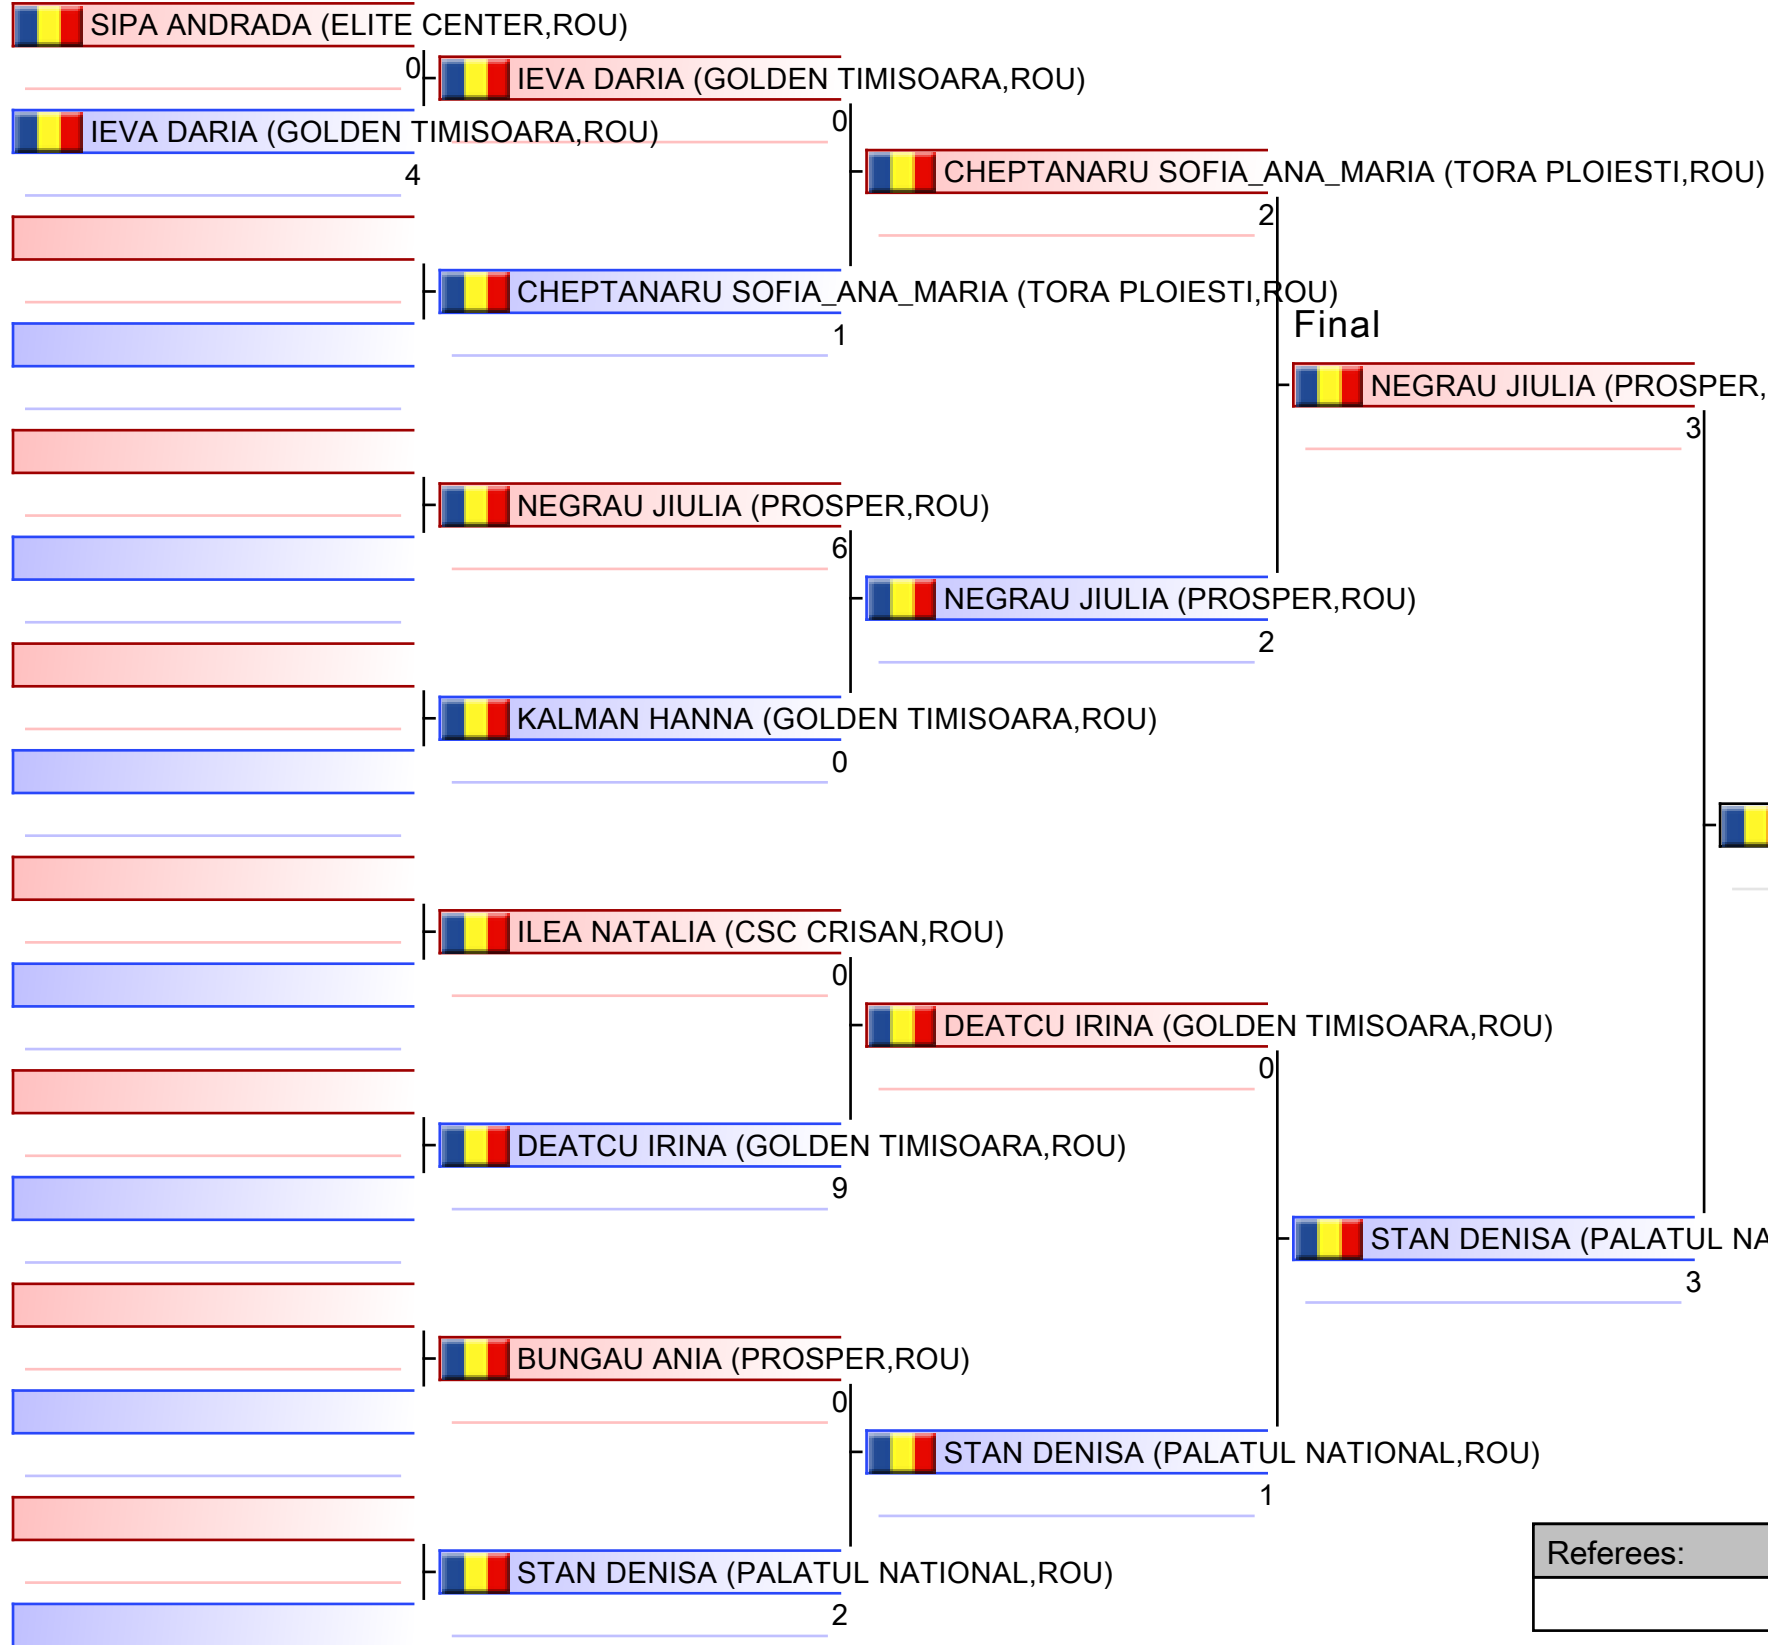 SIPA ANDRADA (ELITE CENTER,ROU)
0
IEVA DARIA (GOLDEN TIMISOARA,ROU)
4
IEVA DARIA (GOLDEN TIMISOARA,ROU)
0
CHEPTANARU SOFIA_ANA_MARIA (TORA PLOIESTI,ROU)
1
NEGRAU JIULIA (PROSPER,ROU)
6
KALMAN HANNA (GOLDEN TIMISOARA,ROU)
0
ILEA NATALIA (CSC CRISAN,ROU)
0
DEATCU IRINA (GOLDEN TIMISOARA,ROU)
9
BUNGAU ANIA (PROSPER,ROU)
0
STAN DENISA (PALATUL NATIONAL,ROU)
2
CHEPTANARU SOFIA_ANA_MARIA (TORA PLOIESTI,ROU)
2
NEGRAU JIULIA (PROSPER,ROU)
2
DEATCU IRINA (GOLDEN TIMISOARA,ROU)
0
STAN DENISA (PALATUL NATIONAL,ROU)
1
Final
NEGRAU JIULIA (PROSPER,
3
STAN DENISA (PALATUL NA
3
Referees: